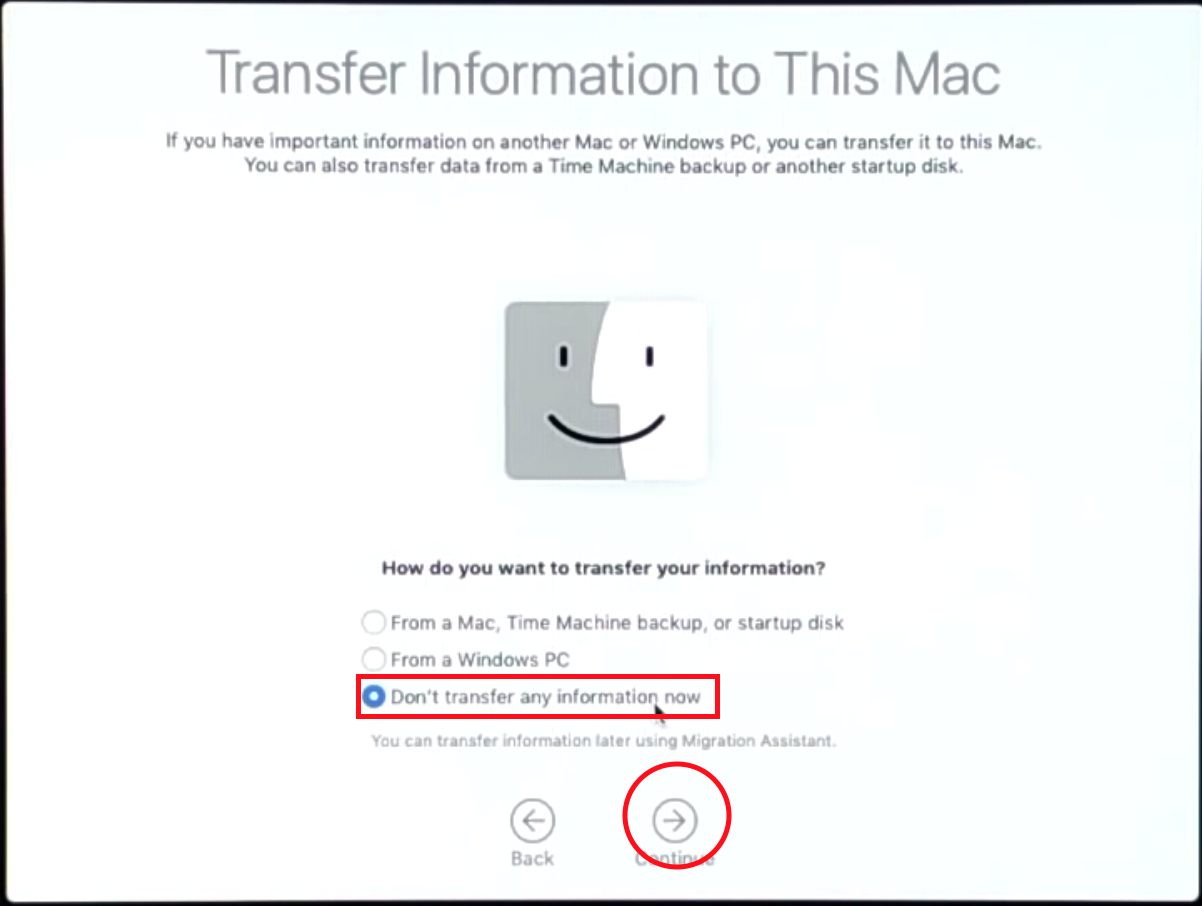 Transfer Information to This Mac
If you have important information on another Mac or Windows PC, you can transfer it to this Mac.
You can also transfer data from a Time Machine backup or another startup disk.
How do you want to transfer your information?
From a Mac, Time Machine backup, or startup disk
From a Windows PC
Don't transfer any information now
You can transfer information later using Migration Assistant.
Back
Continue